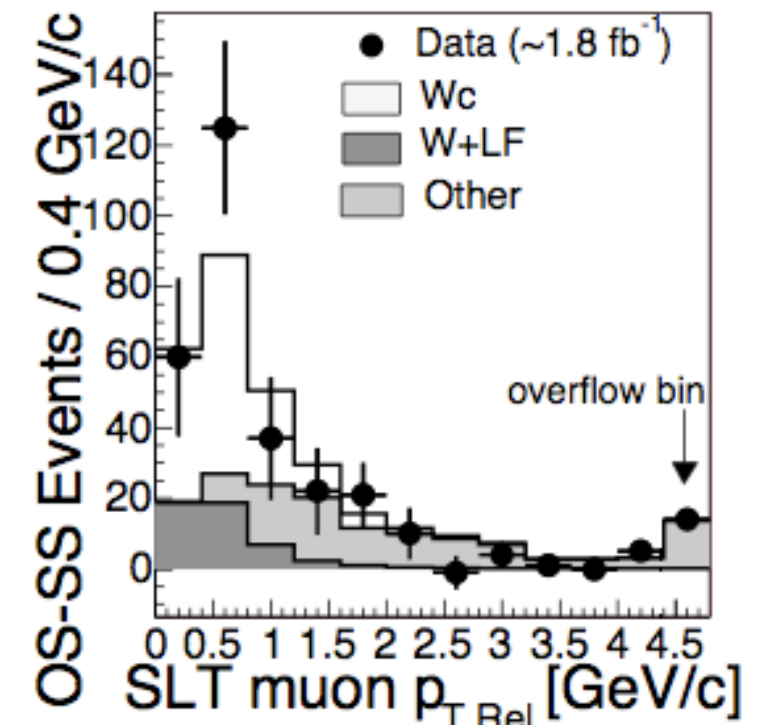 OS-SS Events / 0.4 GeV/c
140
120
100
80
60
40
20
0
Data (~1.8 fb⁻¹)
Wc
W+LF
Other
overflow bin
0 0.5 1 1.5 2 2.5 3 3.5 4 4.5
SLT muon p_T Rel [GeV/c]